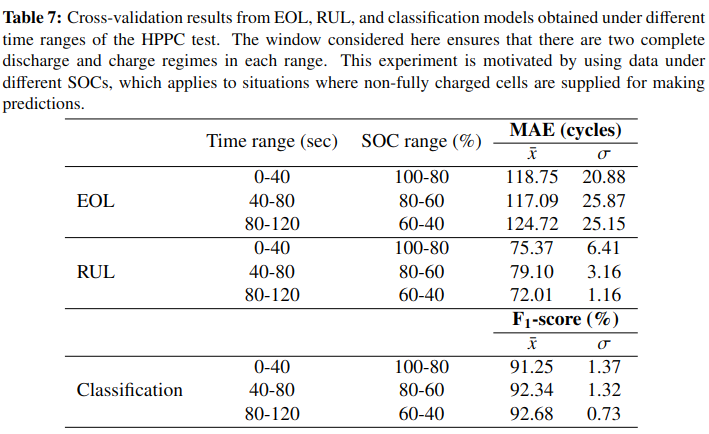 Table 7: Cross-validation results from EOL, RUL, and classification models obtained under different
time ranges of the HPPC test. The window considered here ensures that there are two complete
discharge and charge regimes in each range. This experiment is motivated by using data under
different SOCs, which applies to situations where non-fully charged cells are supplied for making
predictions.
Time range (sec) SOC range (%) MAE (cycles)
x̄ σ
0-40 100-80 118.75 20.88
EOL 40-80 80-60 117.09 25.87
80-120 60-40 124.72 25.15
0-40 100-80 75.37 6.41
RUL 40-80 80-60 79.10 3.16
80-120 60-40 72.01 1.16
F₁-score (%)
x̄ σ
0-40 100-80 91.25 1.37
Classification 40-80 80-60 92.34 1.32
80-120 60-40 92.68 0.73